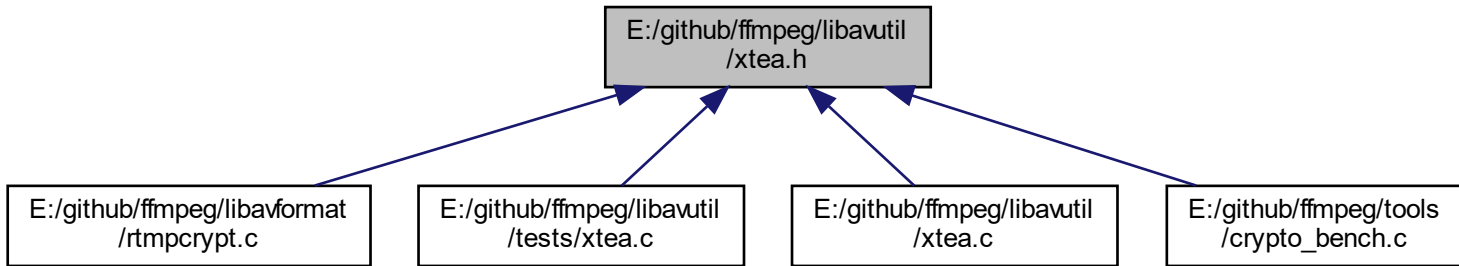 E:/github/ffmpeg/libavutil
/xtea.h
E:/github/ffmpeg/libavformat
/rtmpcrypt.c
E:/github/ffmpeg/libavutil
/tests/xtea.c
E:/github/ffmpeg/libavutil
/xtea.c
E:/github/ffmpeg/tools
/crypto_bench.c